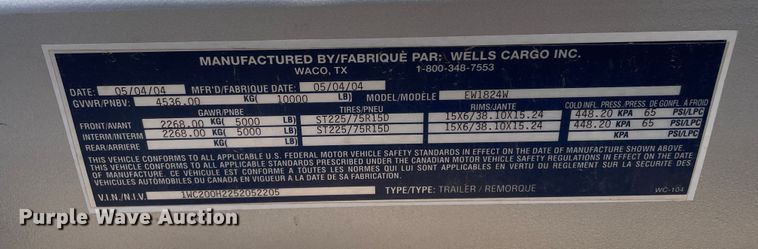 MANUFACTURED BY/FABRIQUÈ PAR: WELLS CARGO INC.
WACO, TX 1-800-348-7553
DATE: 05/04/04 MFR'D/FABRIQUE DATE: 05/04/04
GVWR/PNBV: 4536.00 KG( 10000 LB) MODEL/MODÈLE EW1824W
GAWR/PNBE TIRES/PNEU RIMS/JANTE COLD INFL. PRESS./PRESS. DE GONFL. À FROID
FRONT/AVANT 2268.00 KG( 5000 LB) ST225/75R15D 15X6/38.10X15.24 448.20 KPA 65 PSI/LPC
INTERM/INTERM 2268.00 KG( 5000 LB) ST225/75R15D 15X6/38.10X15.24 448.20 KPA 65 PSI/LPC
REAR/ARRIERE KG( LB) KPA PSI/LPC
THIS VEHICLE CONFORMS TO ALL APPLICABLE U.S. FEDERAL MOTOR VEHICLE SAFETY STANDARDS IN EFFECT ON THE DATE OF MANUFACTURE SHOWN ABOVE.
THIS VEHICLE CONFORMS TO ALL APPLICABLE STANDARDS PRESCRIBED UNDER THE CANADIAN MOTOR VEHICLE SAFETY REGULATIONS IN EFFECT ON THE DATE
OF MANUFACTURE. CE VEHICULE EST CONFORME A TOUTES LES NORMES QUI LUI SONT APPLICABLES EN VERTU DU REGLEMENT SUR LA SECURITE DES
VEHICULES AUTOMOBILES DU CANADA EN VIGUEUR A LA DATE DE SA FABRICATION.
V.I.N./N.I.V. 1WC200H2252052205 TYPE/TYPE: TRAILER / REMORQUE WC-104
Purple Wave Auction
Purple Wave Auction